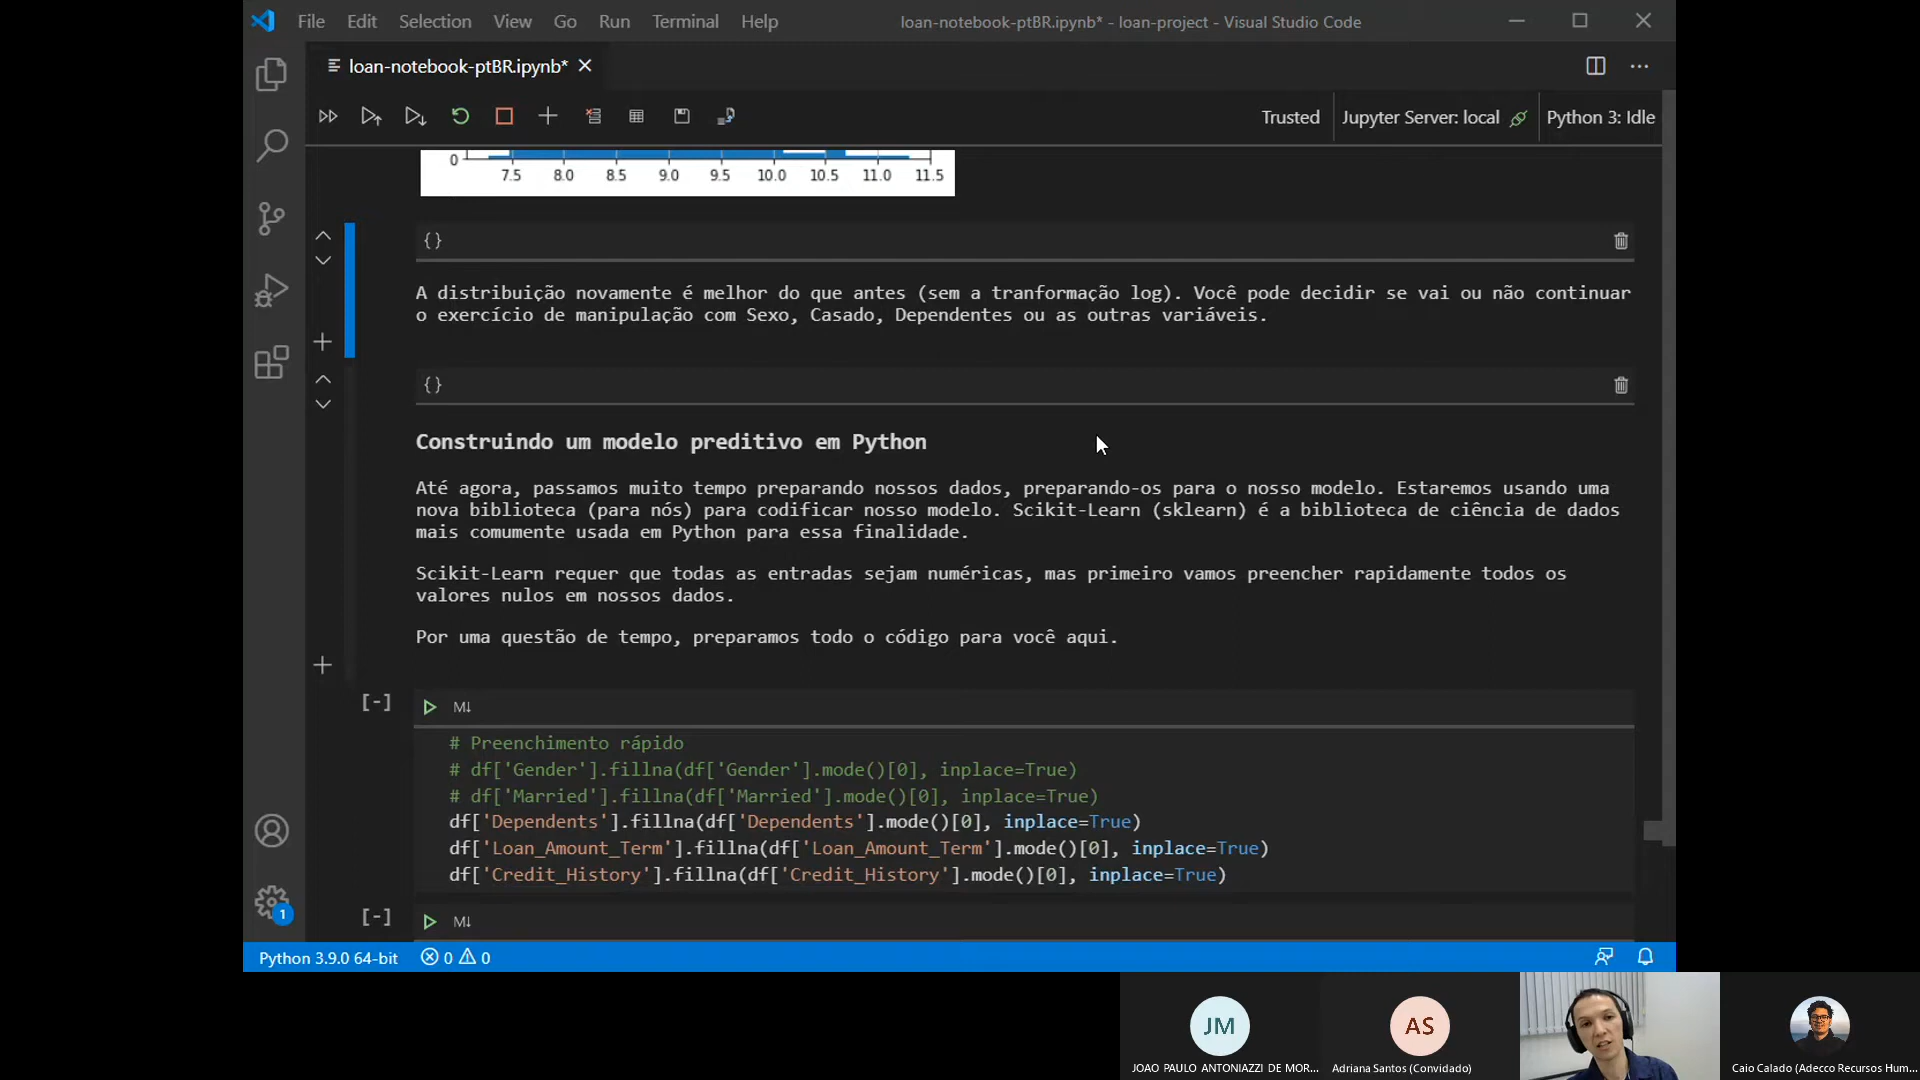 File Edit Selection View Go Run Terminal Help loan-notebook-ptBR.ipynb* - loan-project - Visual Studio Code
loan-notebook-ptBR.ipynb*
Trusted Jupyter Server: local Python 3: Idle
0
7.5 8.0 8.5 9.0 9.5 10.0 10.5 11.0 11.5
{}
A distribuição novamente é melhor do que antes (sem a tranformação log). Você pode decidir se vai ou não continuar
o exercício de manipulação com Sexo, Casado, Dependentes ou as outras variáveis.
{}
Construindo um modelo preditivo em Python
Até agora, passamos muito tempo preparando nossos dados, preparando-os para o nosso modelo. Estaremos usando uma
nova biblioteca (para nós) para codificar nosso modelo. Scikit-Learn (sklearn) é a biblioteca de ciência de dados
mais comumente usada em Python para essa finalidade.
Scikit-Learn requer que todas as entradas sejam numéricas, mas primeiro vamos preencher rapidamente todos os
valores nulos em nossos dados.
Por uma questão de tempo, preparamos todo o código para você aqui.
[-] M↓
# Preenchimento rápido
# df['Gender'].fillna(df['Gender'].mode()[0], inplace=True)
# df['Married'].fillna(df['Married'].mode()[0], inplace=True)
df['Dependents'].fillna(df['Dependents'].mode()[0], inplace=True)
df['Loan_Amount_Term'].fillna(df['Loan_Amount_Term'].mode()[0], inplace=True)
df['Credit_History'].fillna(df['Credit_History'].mode()[0], inplace=True)
[-] M↓
1
Python 3.9.0 64-bit 0 0
JM AS
JOAO PAULO ANTONIAZZI DE MOR... Adriana Santos (Convidado) Caio Calado (Adecco Recursos Hum...